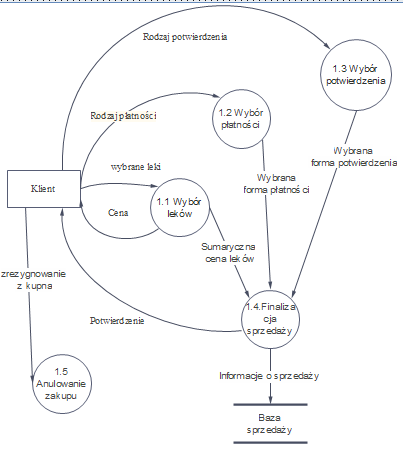 Rodzaj potwierdzenia
1.3 Wybór
potwierdzenia
Rodzaj płatności
1.2 Wybór
płatności
Wybrana
forma potwierdzenia
wybrane leki
Wybrana
forma płatności
Klient
1.1 Wybór
leków
Cena
Sumaryczna
cena leków
zrezygnowanie
z kupna
Potwierdzenie
1.4.Finaliza
cja
sprzedaży
1.5
Anulowanie
zakupu
Informacje o sprzedaży
Baza
sprzedaży